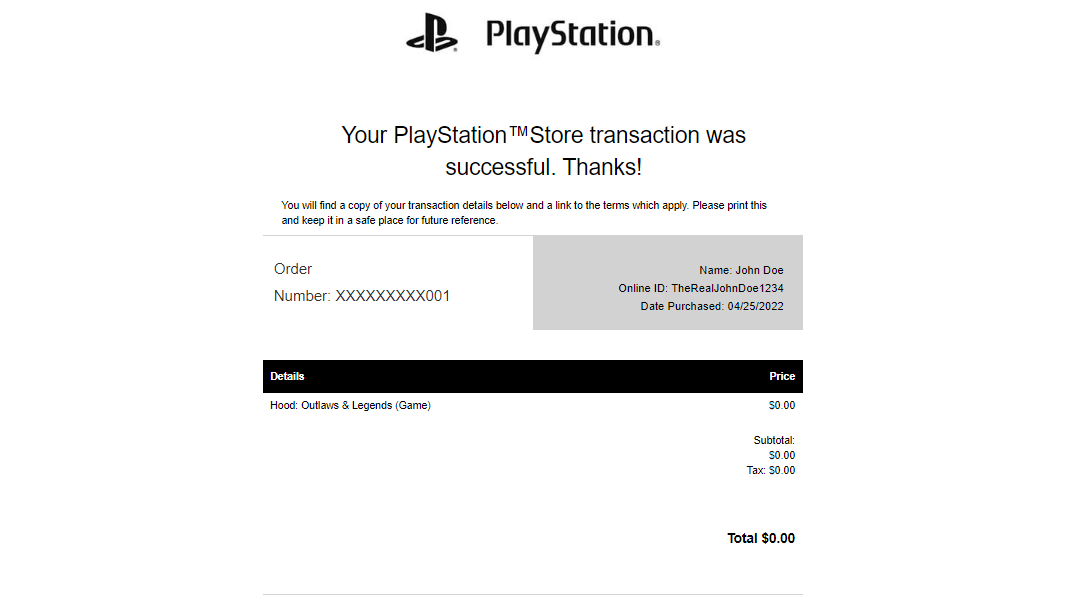 PlayStation®
Your PlayStation™Store transaction was
successful. Thanks!
You will find a copy of your transaction details below and a link to the terms which apply. Please print this
and keep it in a safe place for future reference.
Order
Number: XXXXXXXXX001
Name: John Doe
Online ID: TheRealJohnDoe1234
Date Purchased: 04/25/2022
Details Price
Hood: Outlaws & Legends (Game) $0.00
Subtotal:
$0.00
Tax: $0.00
Total $0.00